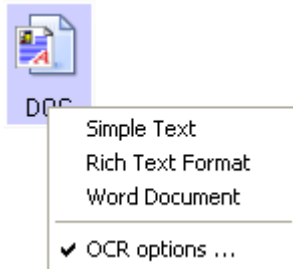 DOC
Simple Text
Rich Text Format
Word Document
OCR options ...